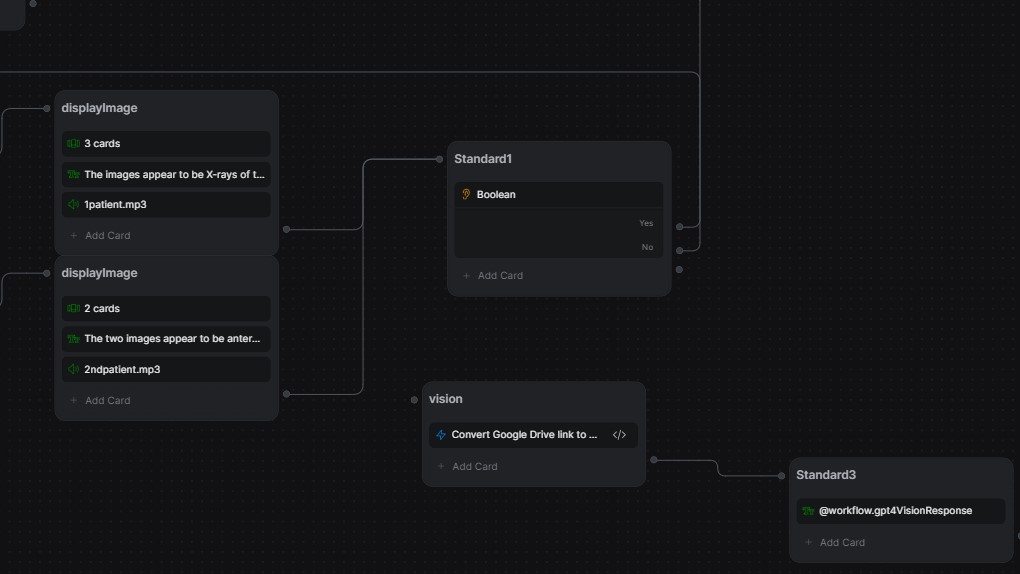 displayImage
3 cards
The images appear to be X-rays of t...
1patient.mp3
+ Add Card
displayImage
2 cards
The two images appear to be anter...
2ndpatient.mp3
+ Add Card
Standard1
Boolean
Yes
No
+ Add Card
vision
Convert Google Drive link to ... </>
+ Add Card
Standard3
@workflow.gpt4VisionResponse
+ Add Card